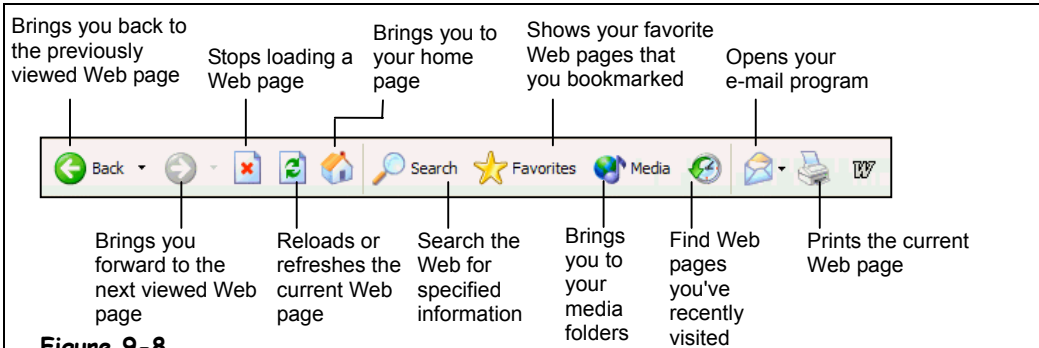 Brings you back to
the previously
viewed Web page
Stops loading a
Web page
Brings you to
your home
page
Shows your favorite
Web pages that
you bookmarked
Opens your
e-mail program
Back
Search
Favorites
Media
W
Brings you
forward to the
next viewed Web
page
Reloads or
refreshes the
current Web
page
Search the
Web for
specified
information
Brings
you to
your
media
folders
Find Web
pages
you've
recently
visited
Prints the current
Web page
Figure 9-8